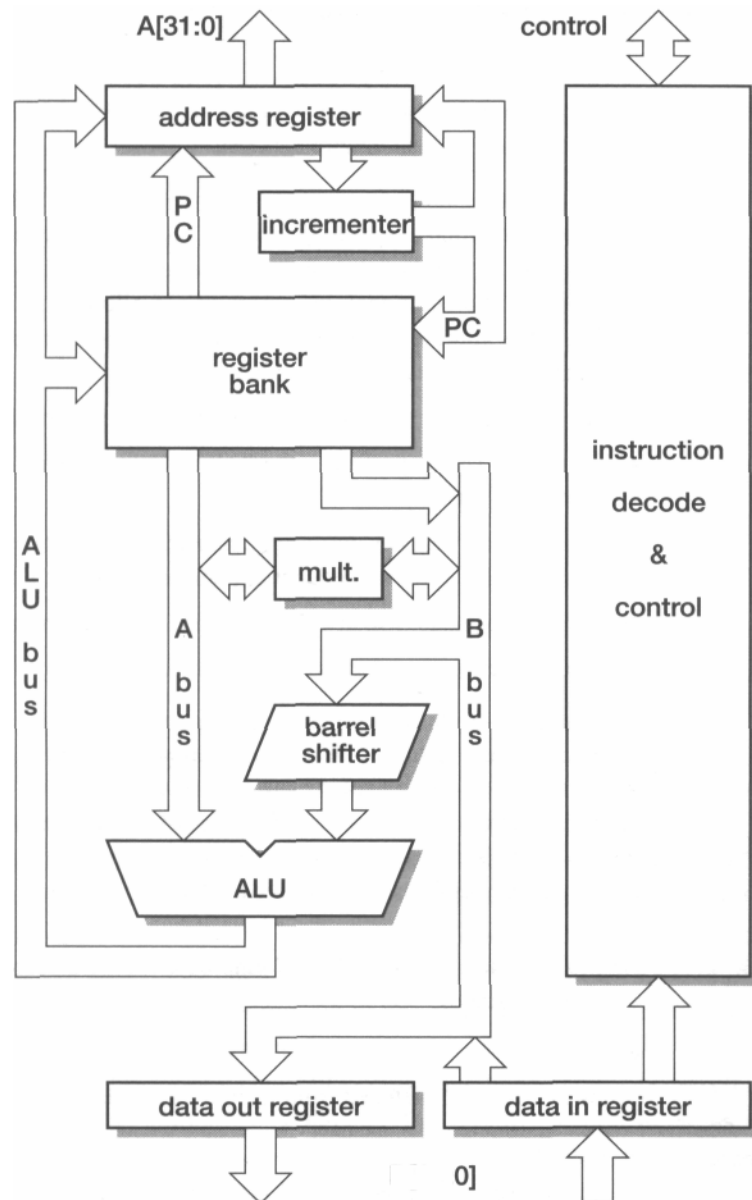 A[31:0]
control
address register
P
C
incrementer
PC
register
bank
instruction
decode
&
control
A
L
U
b
u
s
A
b
u
s
mult.
B
b
u
s
barrel
shifter
ALU
data out register
data in register
0]